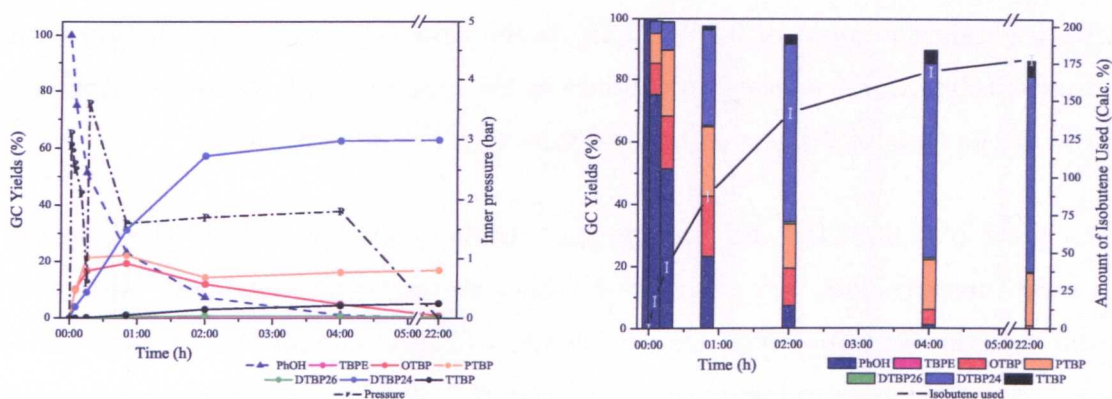 100
80
60
40
20
0
GC Yields (%)
5
4
3
2
1
0
Inner pressure (bar)
00:00 01:00 02:00 03:00 04:00 05:00 22:00
Time (h)
PhOH TBPE OTBP PTBP
DTBP26 DTBP24 TTBP
Pressure
100
80
60
40
20
0
GC Yields (%)
200
175
150
125
100
75
50
25
0
Amount of Isobutene Used (Calc. %)
00:00 01:00 02:00 03:00 04:00 05:00 22:00
Time (h)
PhOH TBPE OTBP PTBP
DTBP26 DTBP24 TTBP
Isobutene used